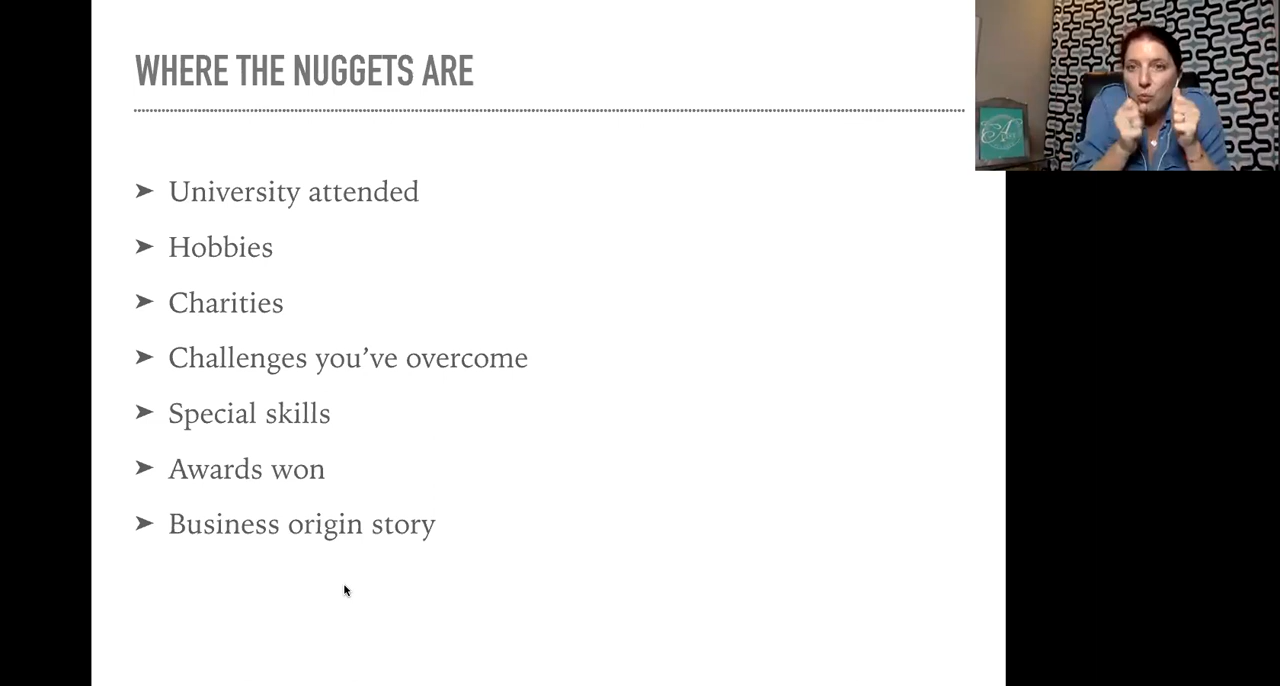 WHERE THE NUGGETS ARE
➤ University attended
➤ Hobbies
➤ Charities
➤ Challenges you’ve overcome
➤ Special skills
➤ Awards won
➤ Business origin story